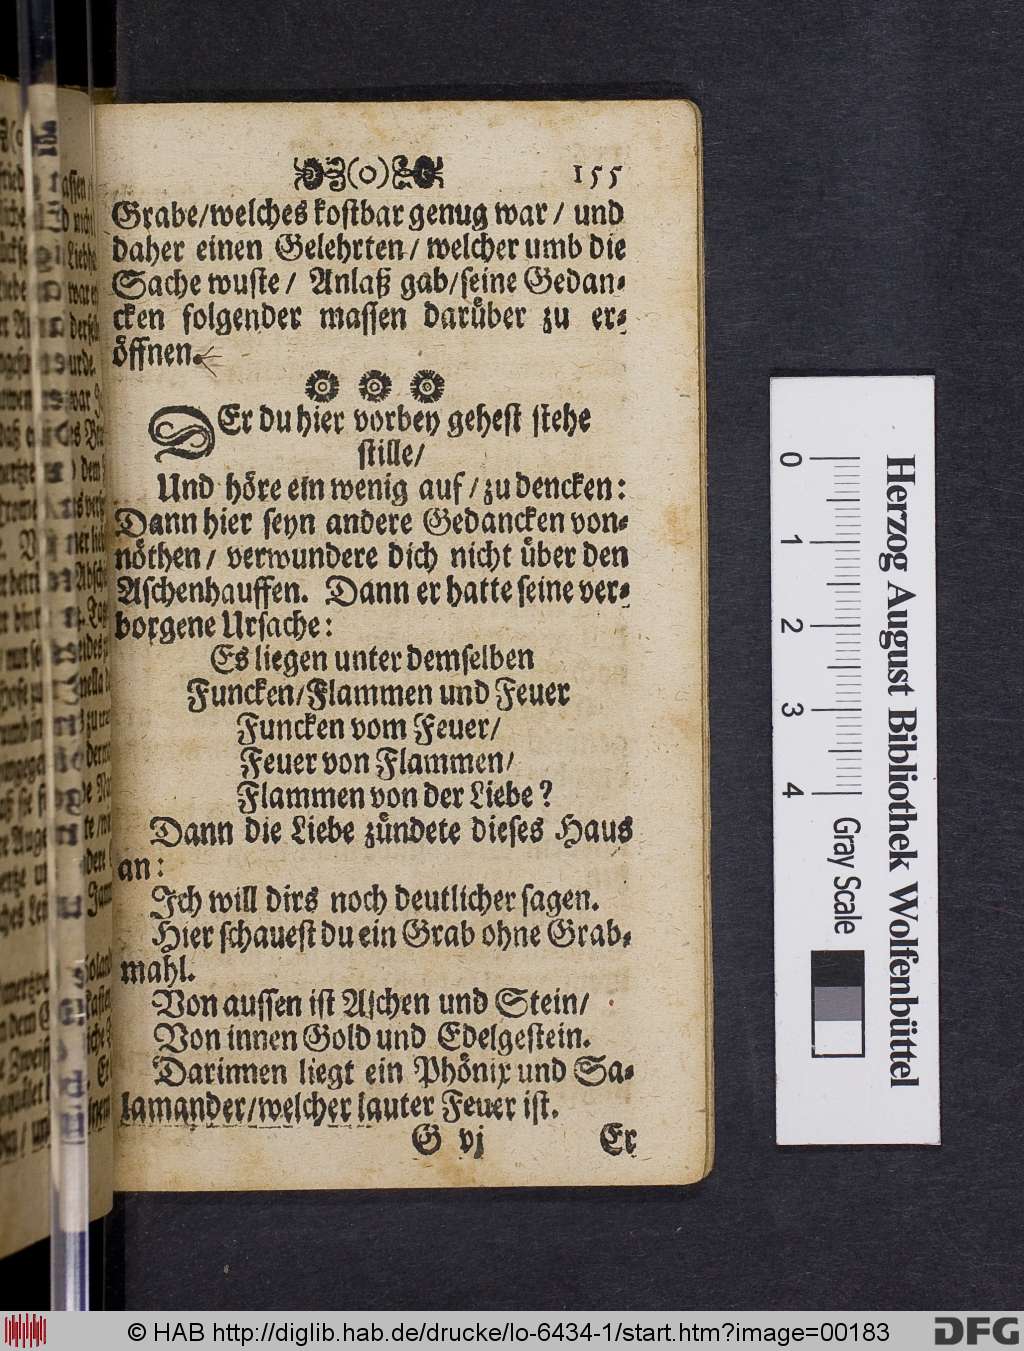 (0) 155
Grabe/welches kostbar genug war / und
daher einen Gelehrten / welcher umb die
Sache wuste / Anlaß gab/seine Gedan-
cken folgender massen darüber zu er-
öffnen.
DEr du hier vorbey gehest stehe
stille/
Und höre ein wenig auf / zu dencken:
Dann hier seyn andere Gedancken von-
nöthen / verwundere dich nicht über den
Aschenhauffen. Dann er hatte seine ver-
borgene Ursache:
Es liegen unter demselben
Funcken/Flammen und Feuer
Funcken vom Feuer/
Feuer von Flammen/
Flammen von der Liebe?
Dann die Liebe zündete dieses Haus
an:
Ich will dirs noch deutlicher sagen.
Hier schauest du ein Grab ohne Grab-
mahl.
Von aussen ist Aschen und Stein/
Von innen Gold und Edelgestein.
Darinnen liegt ein Phönix und Sa-
lamander/welcher lauter Feuer ist.
G vj Er
0 1 2 3 4
Gray Scale
Herzog August Bibliothek Wolfenbüttel
© HAB http://diglib.hab.de/drucke/lo-6434-1/start.htm?image=00183
DFG